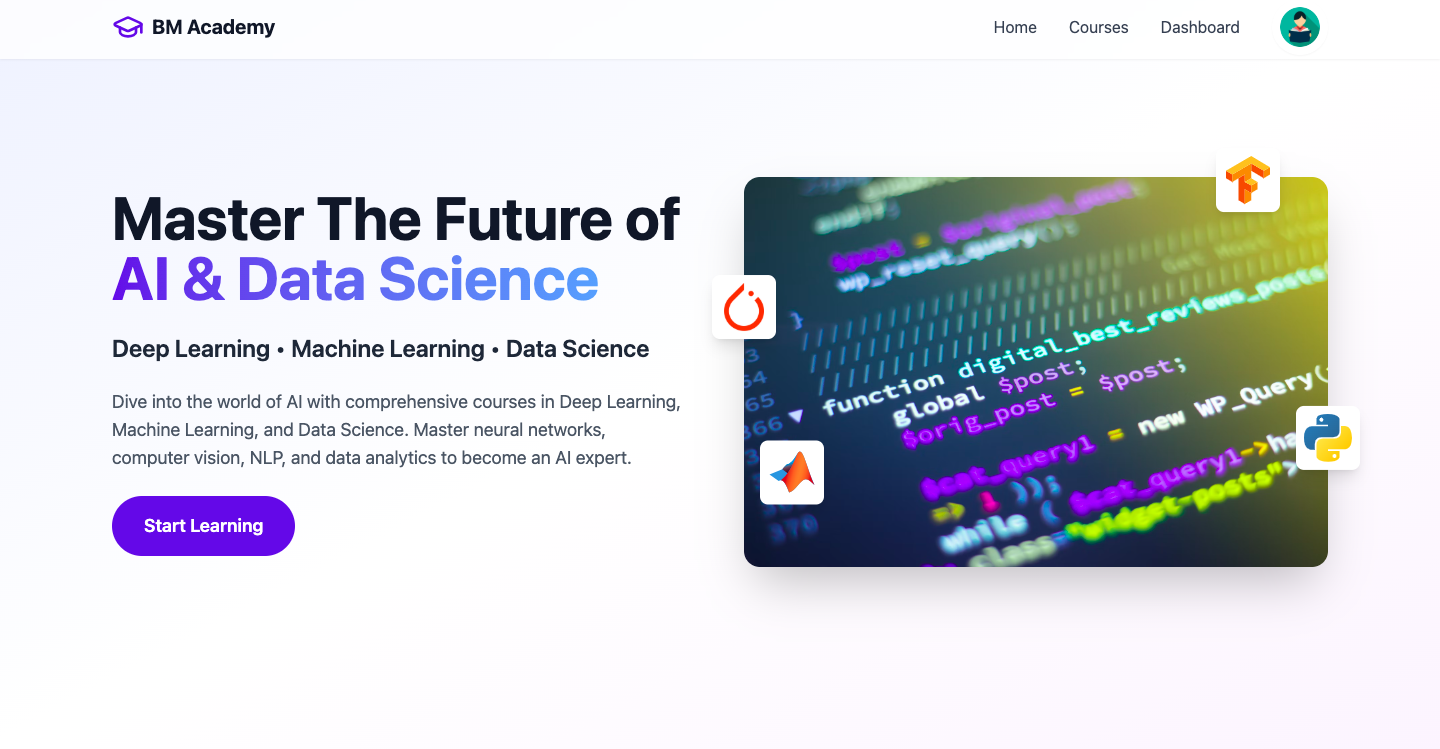 BM Academy
Home
Courses
Dashboard
Master The Future of
AI & Data Science
Deep Learning • Machine Learning • Data Science
Dive into the world of AI with comprehensive courses in Deep Learning,
Machine Learning, and Data Science. Master neural networks,
computer vision, NLP, and data analytics to become an AI expert.
Start Learning
$post = $original_post;
wp_reset_query();
}
function digital_best_reviews_posts
global $post;
$orig_post = $post;
$cat_query1 = new WP_Query(
=> 1 ));
while ( $cat_query1->ha
class="widget-posts">
366
370